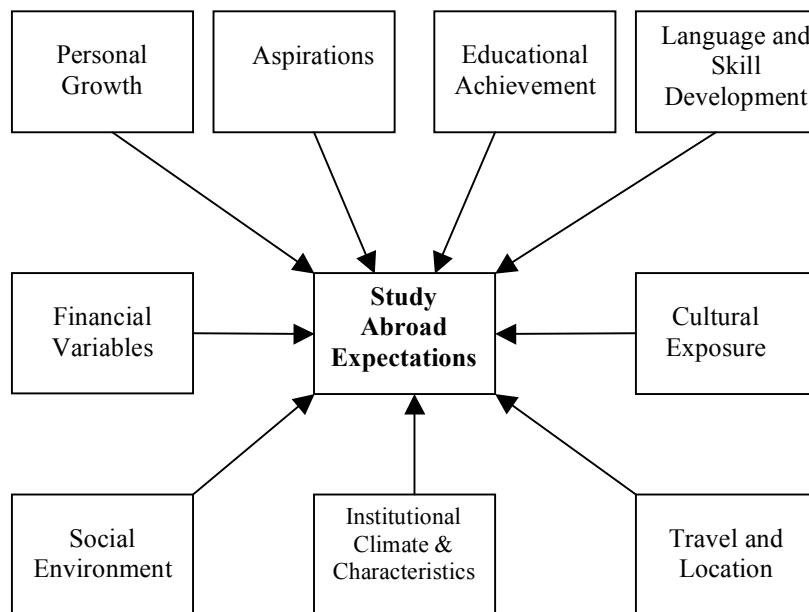 Personal
Growth
Aspirations
Educational
Achievement
Language and
Skill
Development
Financial
Variables
Study
Abroad
Expectations
Cultural
Exposure
Social
Environment
Institutional
Climate &
Characteristics
Travel and
Location